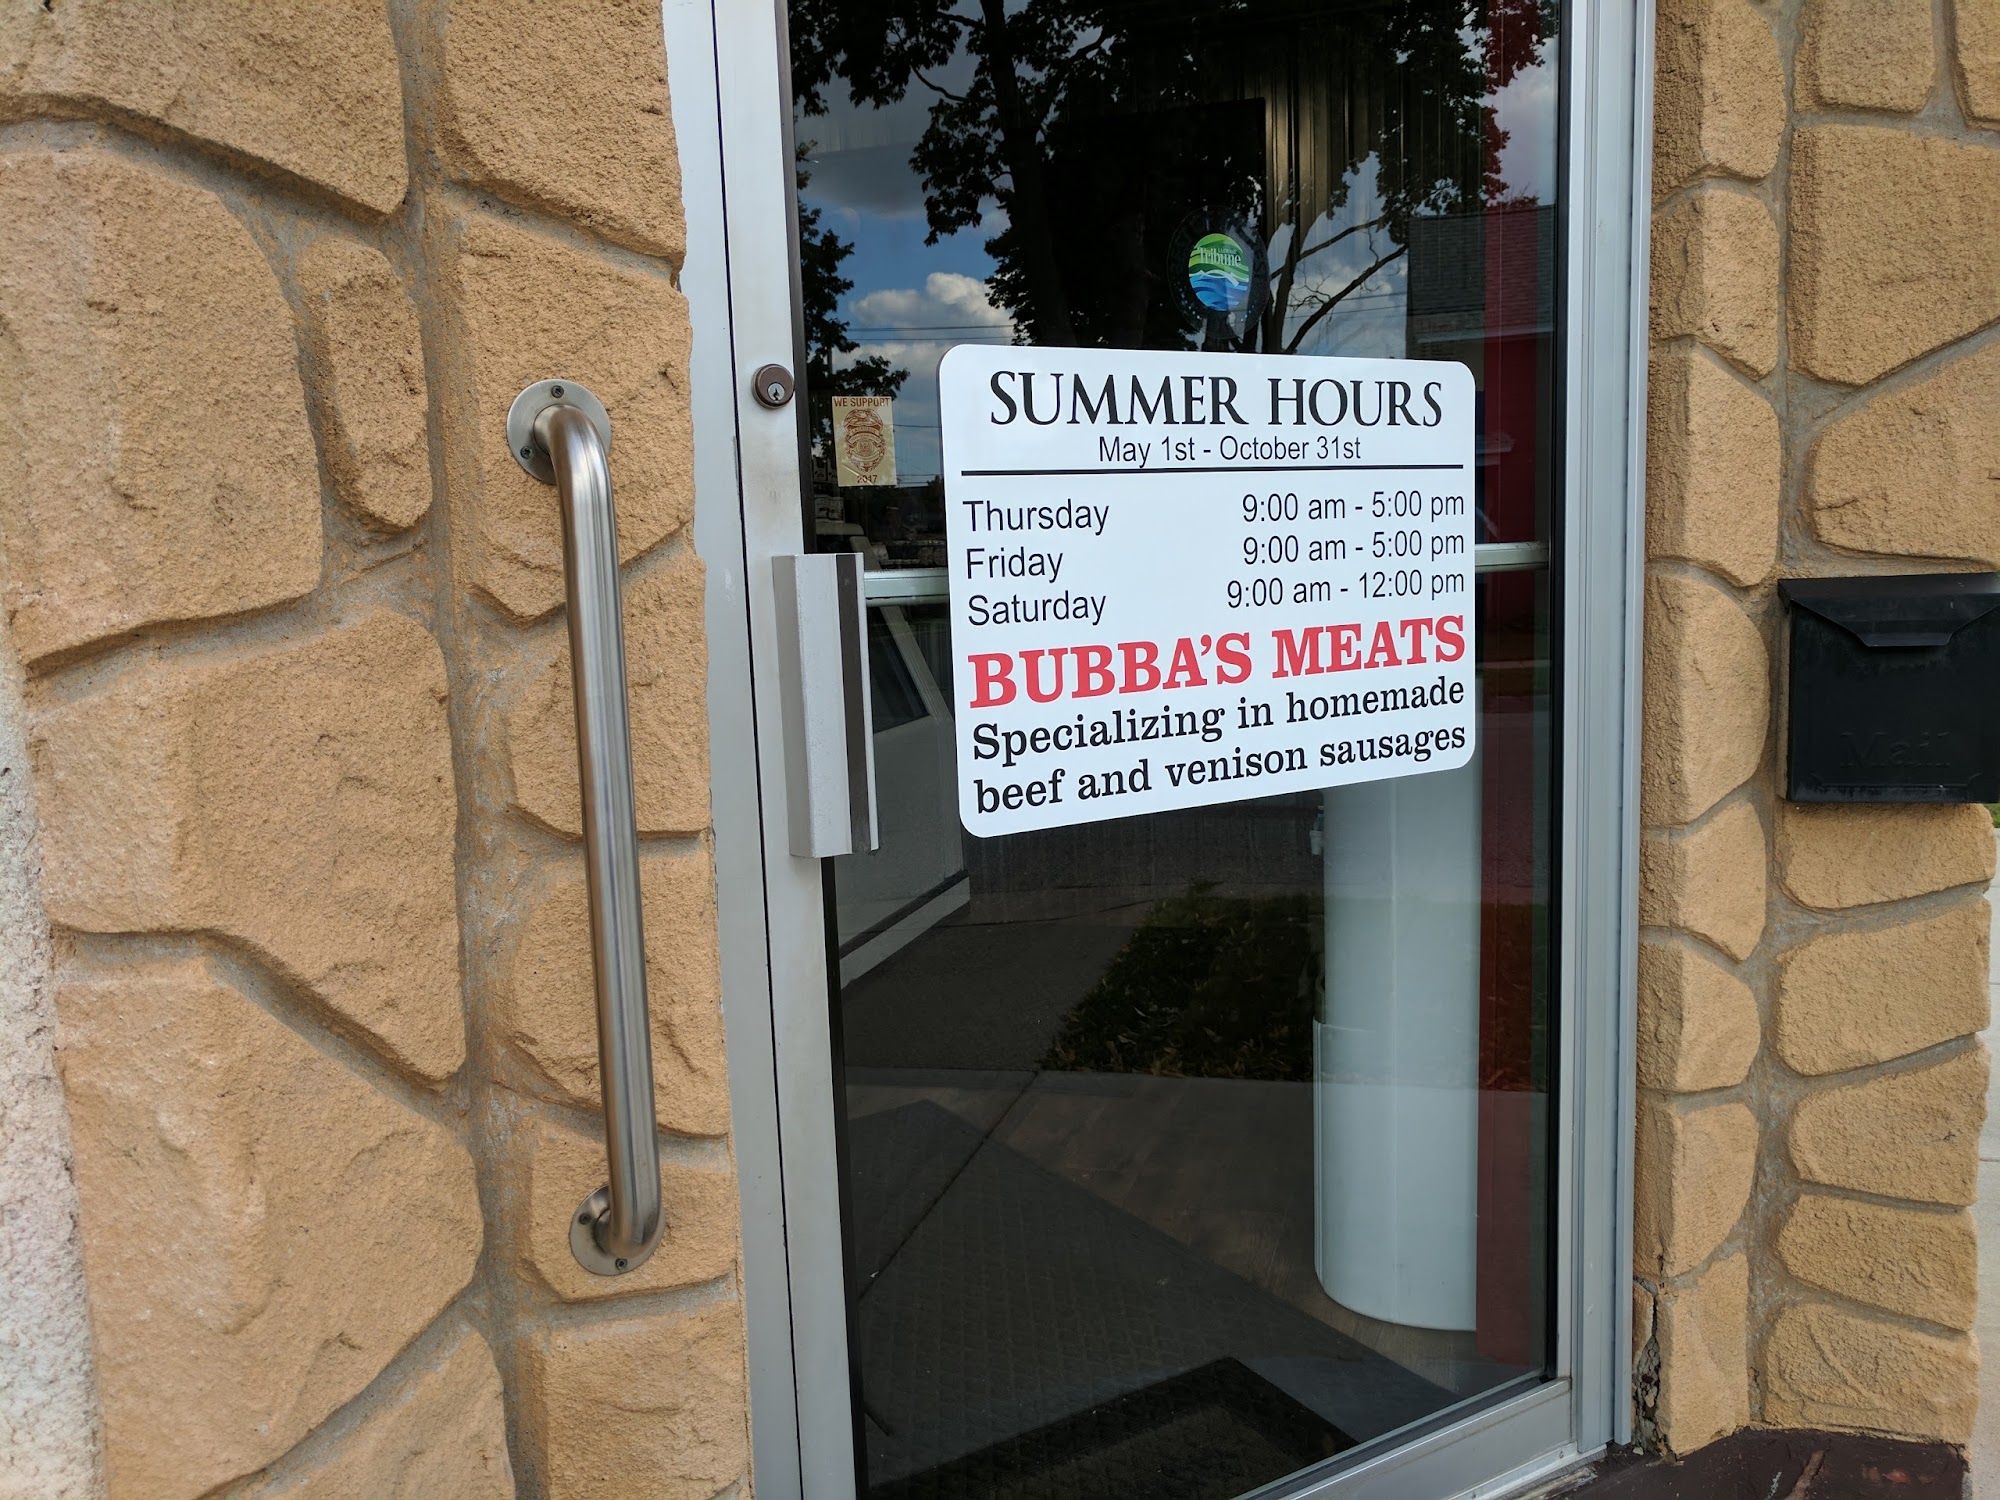 Tribune
WE SUPPORT
2017
SUMMER HOURS
May 1st - October 31st
Thursday 9:00 am - 5:00 pm
Friday 9:00 am - 5:00 pm
Saturday 9:00 am - 12:00 pm
BUBBA'S MEATS
Specializing in homemade
beef and venison sausages
Mail